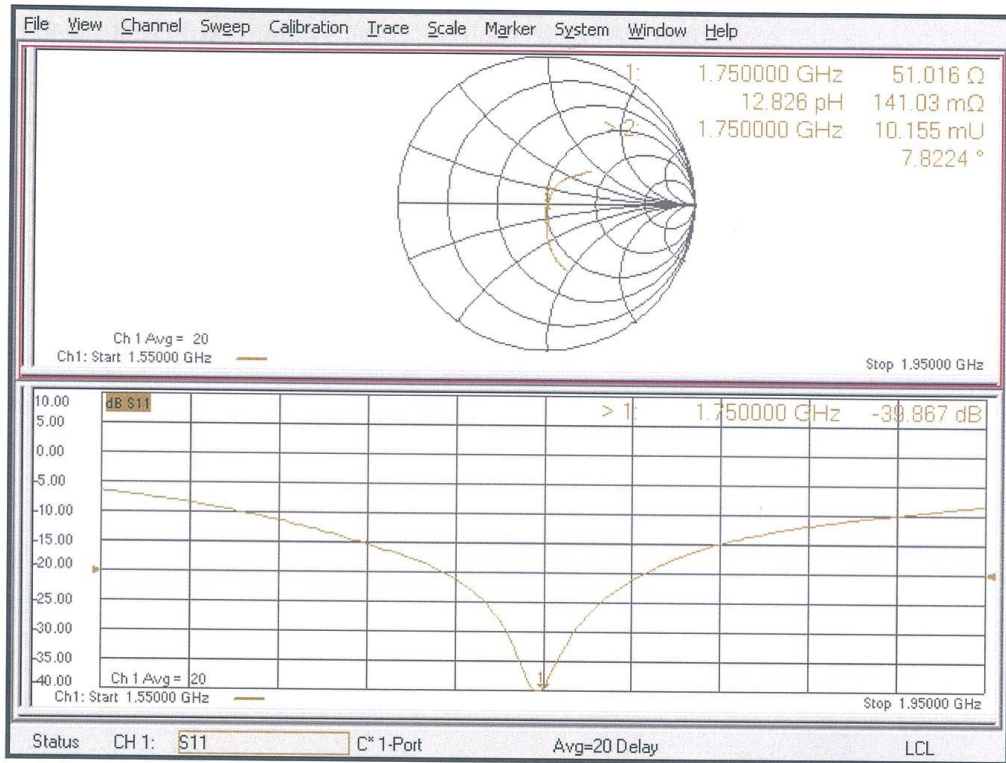 File View Channel Sweep Calibration Trace Scale Marker System Window Help
1: 1.750000 GHz 51.016 Ω
12.826 pH 141.03 mΩ
> 2: 1.750000 GHz 10.155 mU
7.8224 °
Ch 1 Avg = 20
Ch1: Start 1.55000 GHz
Stop 1.95000 GHz
10.00
dB S11
> 1: 1.750000 GHz -39.867 dB
5.00
0.00
-5.00
-10.00
-15.00
-20.00
-25.00
-30.00
-35.00
-40.00
1
Ch 1 Avg = 20
Ch1: Start 1.55000 GHz
Stop 1.95000 GHz
Status CH 1: S11 C* 1-Port Avg=20 Delay LCL